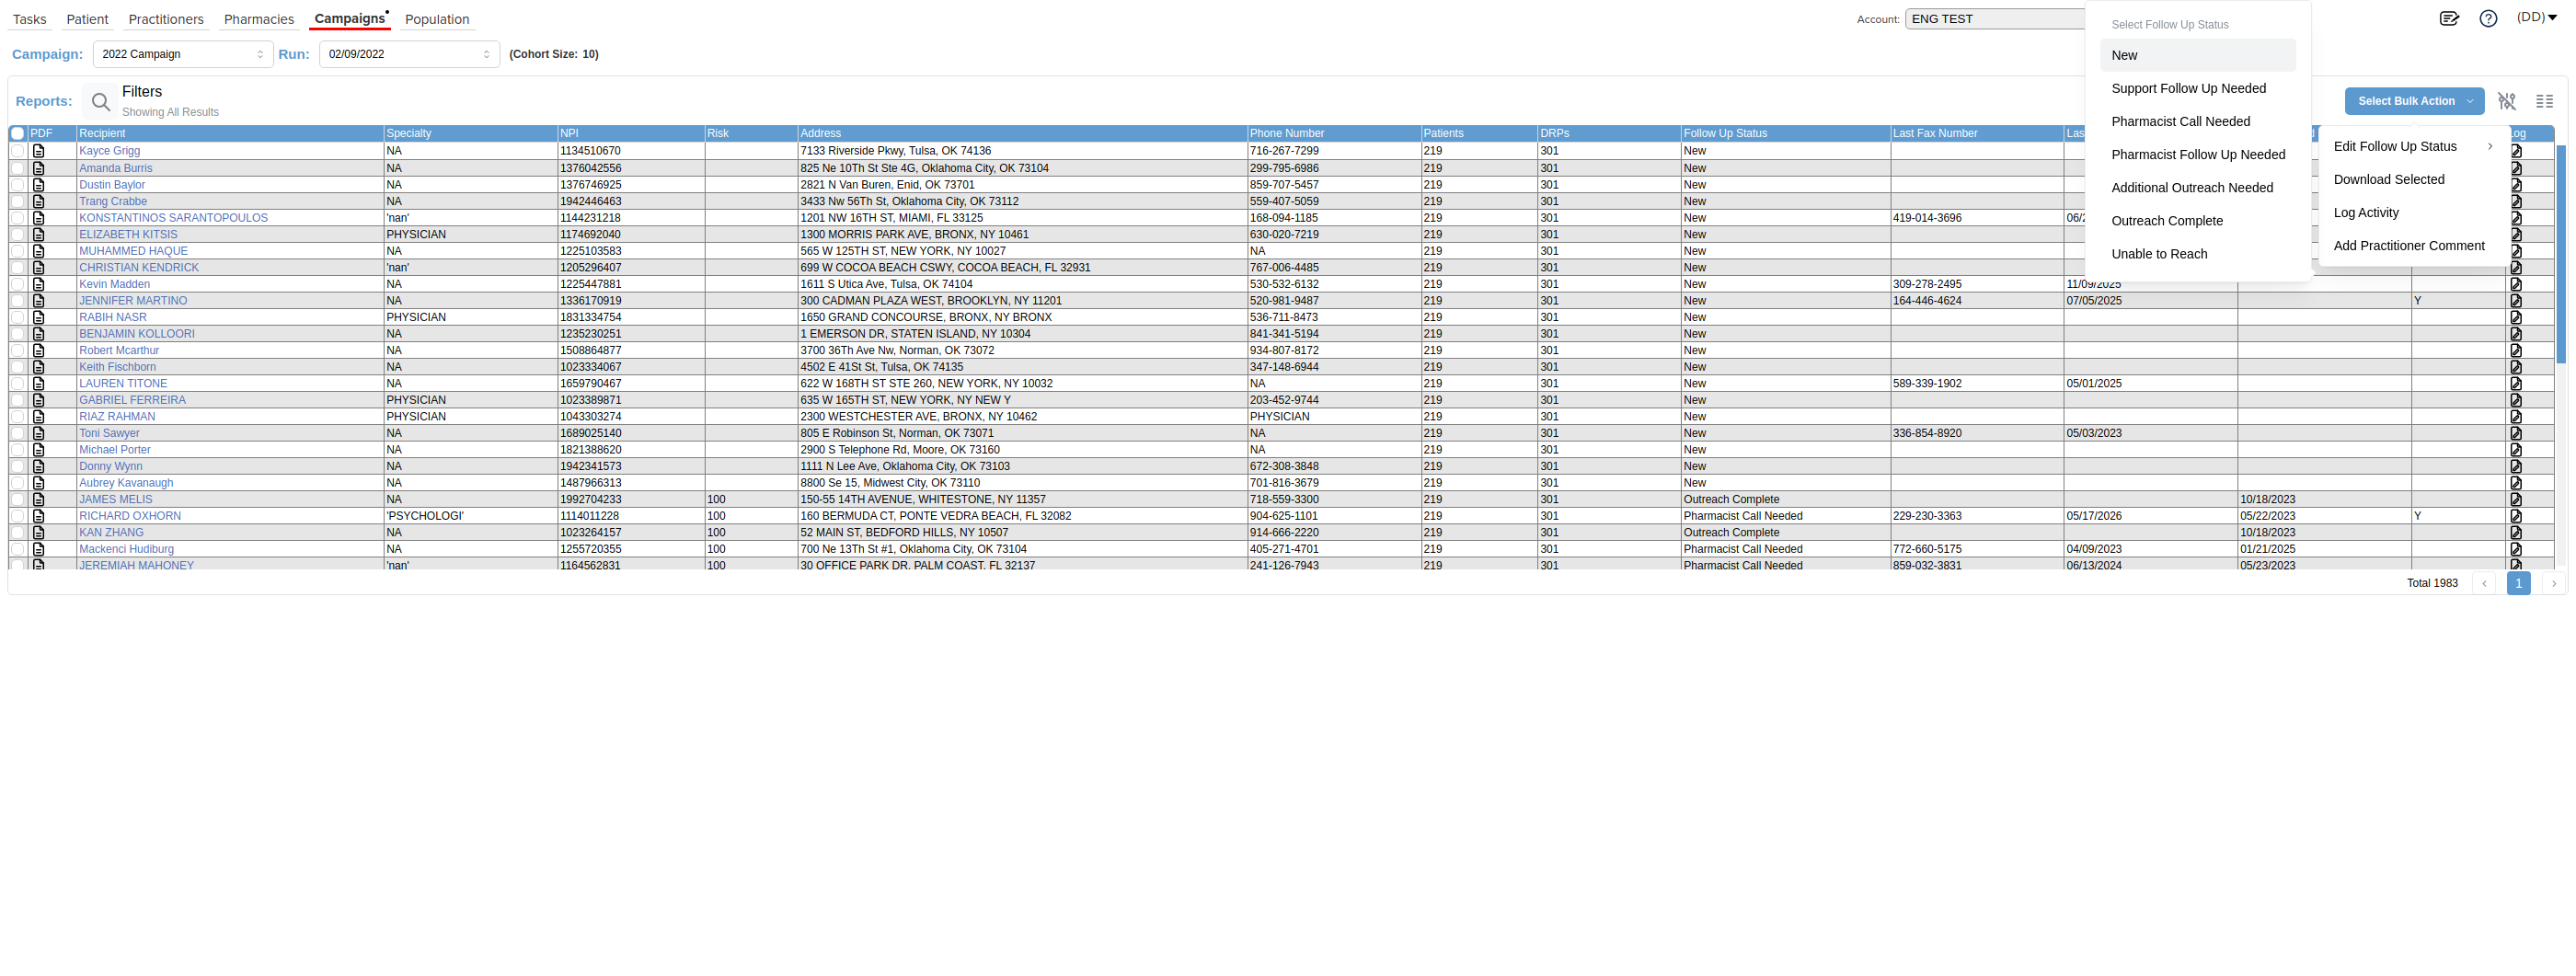 Tasks Patient Practitioners Pharmacies Campaigns Population Account: ENG TEST (DD)
Campaign: 2022 Campaign Run: 02/09/2022 (Cohort Size: 10)
Reports: Filters
Showing All Results
Select Bulk Action
Select Follow Up Status
New
Support Follow Up Needed
Pharmacist Call Needed
Pharmacist Follow Up Needed
Additional Outreach Needed
Outreach Complete
Unable to Reach
Edit Follow Up Status
Download Selected
Log Activity
Add Practitioner Comment
PDF Recipient Specialty NPI Risk Address Phone Number Patients DRPs Follow Up Status Last Fax Number
Kayce Grigg NA 1134510670 7133 Riverside Pkwy, Tulsa, OK 74136 716-267-7299 219 301 New
Amanda Burris NA 1376042556 825 Ne 10Th St Ste 4G, Oklahoma City, OK 73104 299-795-6986 219 301 New
Dustin Baylor NA 1376746925 2821 N Van Buren, Enid, OK 73701 859-707-5457 219 301 New
Trang Crabbe NA 1942446463 3433 Nw 56Th St, Oklahoma City, OK 73112 559-407-5059 219 301 New
KONSTANTINOS SARANTOPOULOS 'nan' 1144231218 1201 NW 16TH ST, MIAMI, FL 33125 168-094-1185 219 301 New 419-014-3696
ELIZABETH KITSIS PHYSICIAN 1174692040 1300 MORRIS PARK AVE, BRONX, NY 10461 630-020-7219 219 301 New
MUHAMMED HAQUE NA 1225103583 565 W 125TH ST, NEW YORK, NY 10027 NA 219 301 New
CHRISTIAN KENDRICK 'nan' 1205296407 699 W COCOA BEACH CSWY, COCOA BEACH, FL 32931 767-006-4485 219 301 New
Kevin Madden NA 1225447881 1611 S Utica Ave, Tulsa, OK 74104 530-532-6132 219 301 New 309-278-2495 11/09/2025
JENNIFER MARTINO NA 1336170919 300 CADMAN PLAZA WEST, BROOKLYN, NY 11201 520-981-9487 219 301 New 164-446-4624 07/05/2025 Y
RABIH NASR PHYSICIAN 1831334754 1650 GRAND CONCOURSE, BRONX, NY BRONX 536-711-8473 219 301 New
BENJAMIN KOLLOORI NA 1235230251 1 EMERSON DR, STATEN ISLAND, NY 10304 841-341-5194 219 301 New
Robert Mcarthur NA 1508864877 3700 36Th Ave Nw, Norman, OK 73072 934-807-8172 219 301 New
Keith Fischborn NA 1023334067 4502 E 41St St, Tulsa, OK 74135 347-148-6944 219 301 New
LAUREN TITONE NA 1659790467 622 W 168TH ST STE 260, NEW YORK, NY 10032 NA 219 301 New 589-339-1902 05/01/2025
GABRIEL FERREIRA PHYSICIAN 1023389871 635 W 165TH ST, NEW YORK, NY NEW Y 203-452-9744 219 301 New
RIAZ RAHMAN PHYSICIAN 1043303274 2300 WESTCHESTER AVE, BRONX, NY 10462 PHYSICIAN 219 301 New
Toni Sawyer NA 1689025140 805 E Robinson St, Norman, OK 73071 NA 219 301 New 336-854-8920 05/03/2023
Michael Porter NA 1821388620 2900 S Telephone Rd, Moore, OK 73160 NA 219 301 New
Donny Wynn NA 1942341573 1111 N Lee Ave, Oklahoma City, OK 73103 672-308-3848 219 301 New
Aubrey Kavanaugh NA 1487966313 8800 Se 15, Midwest City, OK 73110 701-816-3679 219 301 New
JAMES MELIS NA 1992704233 100 150-55 14TH AVENUE, WHITESTONE, NY 11357 718-559-3300 219 301 Outreach Complete 10/18/2023
RICHARD OXHORN 'PSYCHOLOGI' 1114011228 100 160 BERMUDA CT, PONTE VEDRA BEACH, FL 32082 904-625-1101 219 301 Pharmacist Call Needed 229-230-3363 05/17/2026 05/22/2023 Y
KAN ZHANG NA 1023264157 100 52 MAIN ST, BEDFORD HILLS, NY 10507 914-666-2220 219 301 Outreach Complete 10/18/2023
Mackenci Hudiburg NA 1255720355 100 700 Ne 13Th St #1, Oklahoma City, OK 73104 405-271-4701 219 301 Pharmacist Call Needed 772-660-5175 04/09/2023 01/21/2025
JEREMIAH MAHONEY 'nan' 1164562831 100 30 OFFICE PARK DR, PALM COAST, FL 32137 241-126-7943 219 301 Pharmacist Call Needed 859-032-3831 06/13/2024 05/23/2023
Total 1983 1